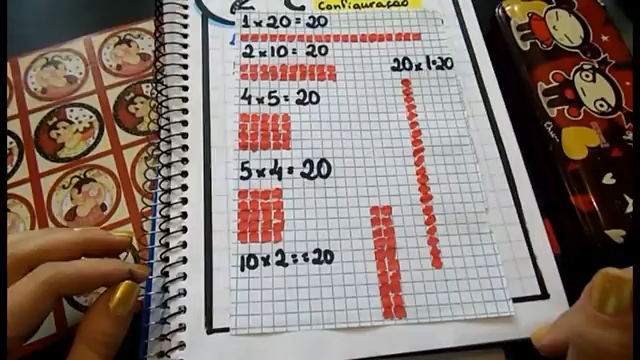 Configuração
1 x 20 = 20
2 x 10 = 20
20 x 1=20
4 x 5 = 20
5 x 4 = 20
10 x 2 = =20